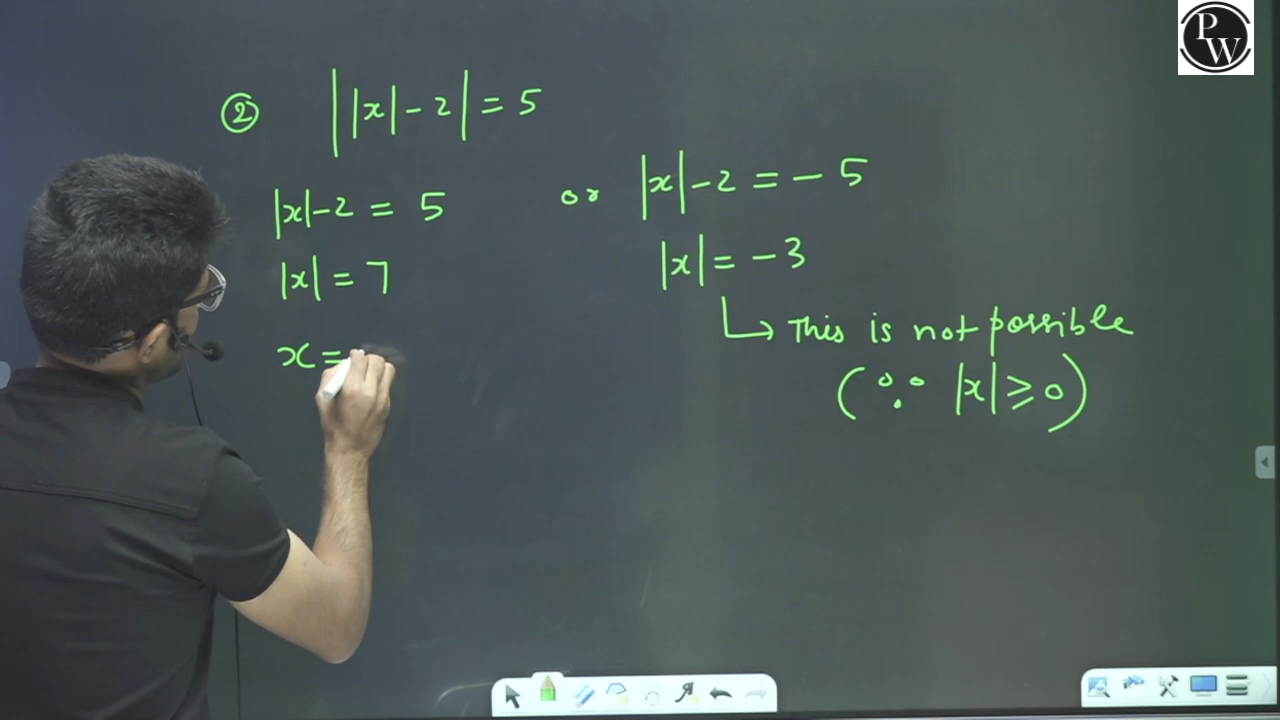 PW
② ||x|-2| = 5
|x|-2 = 5 or |x|-2 = -5
|x| = 7 |x| = -3
↳ This is not possible
x = (∵ |x| ≥ 0)